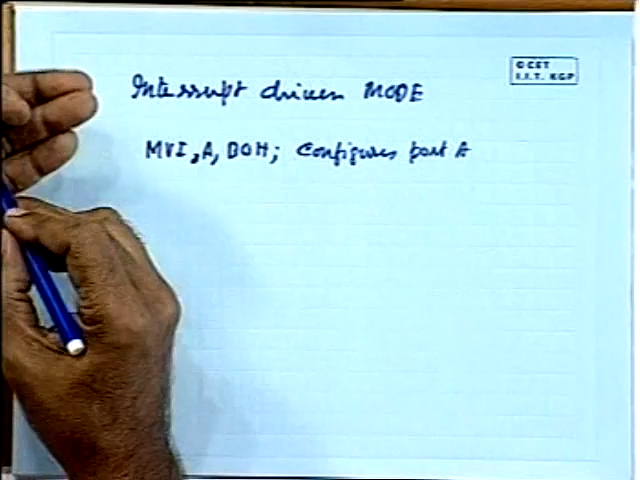 Interrupt driven MODE
© CET
I.I.T. KGP
MVI, A, B0H; Configures port A